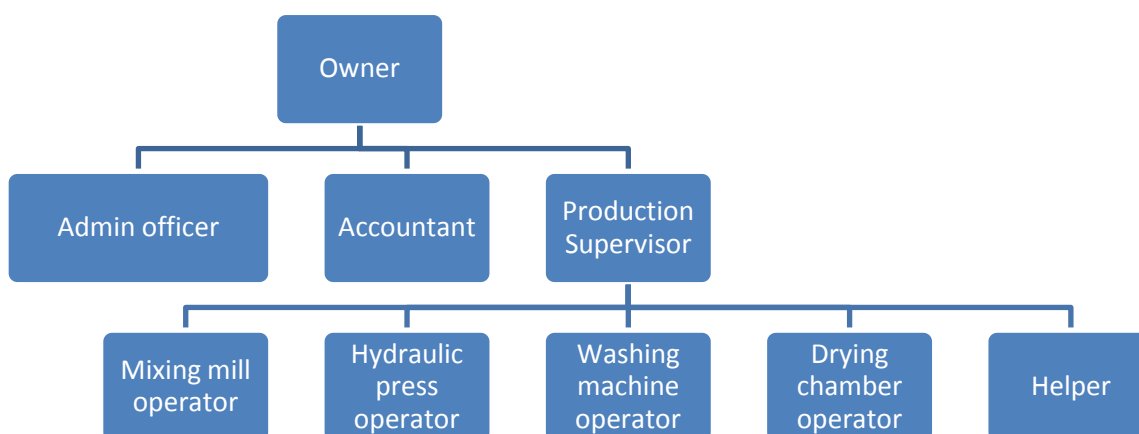 Owner
Admin officer
Accountant
Production
Supervisor
Mixing mill
operator
Hydraulic
press
operator
Washing
machine
operator
Drying
chamber
operator
Helper